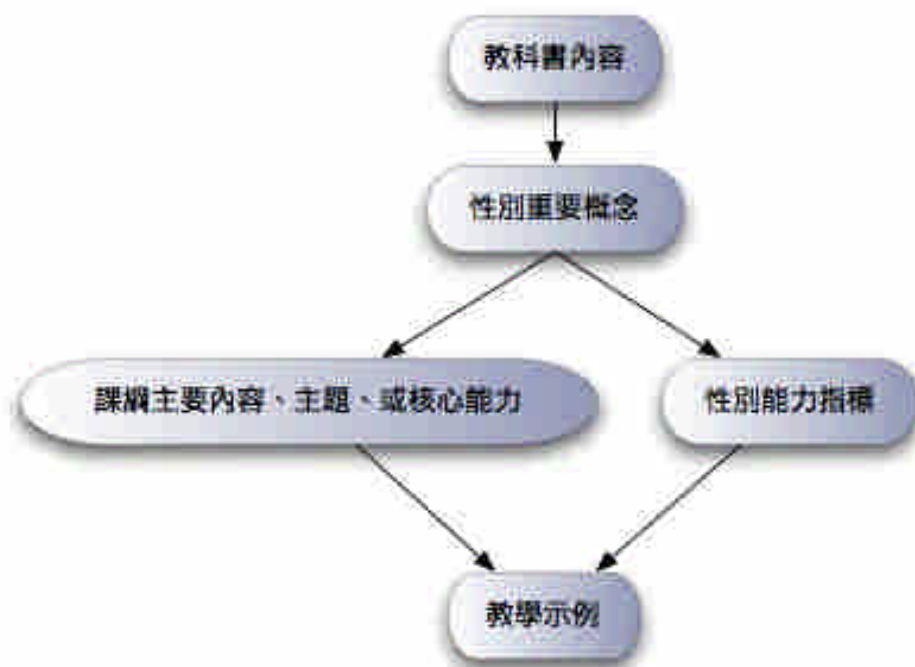 教科書內容
性別重要概念
課綱主要內容、主題、或核心能力
性別能力指標
教學示例